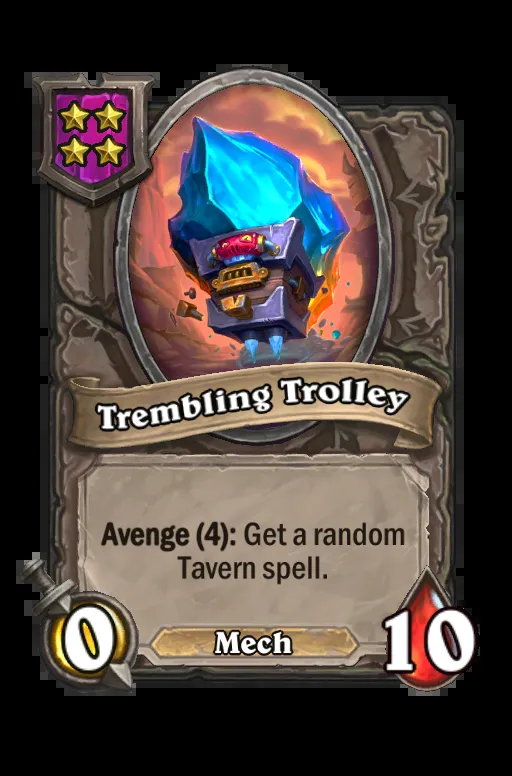 Trembling Trolley
Avenge (4): Get a random
Tavern spell.
0
Mech
10